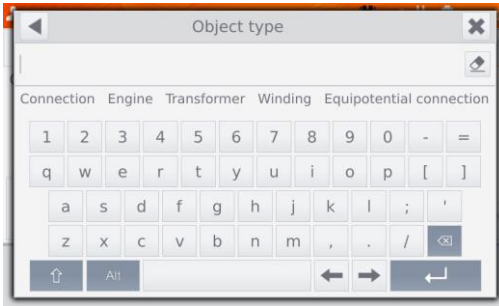 Object type
Connection Engine Transformer Winding Equipotential connection
1 2 3 4 5 6 7 8 9 0 - =
q w e r t y u i o p [ ]
a s d f g h j k l ; '
z x c v b n m , . /
Alt